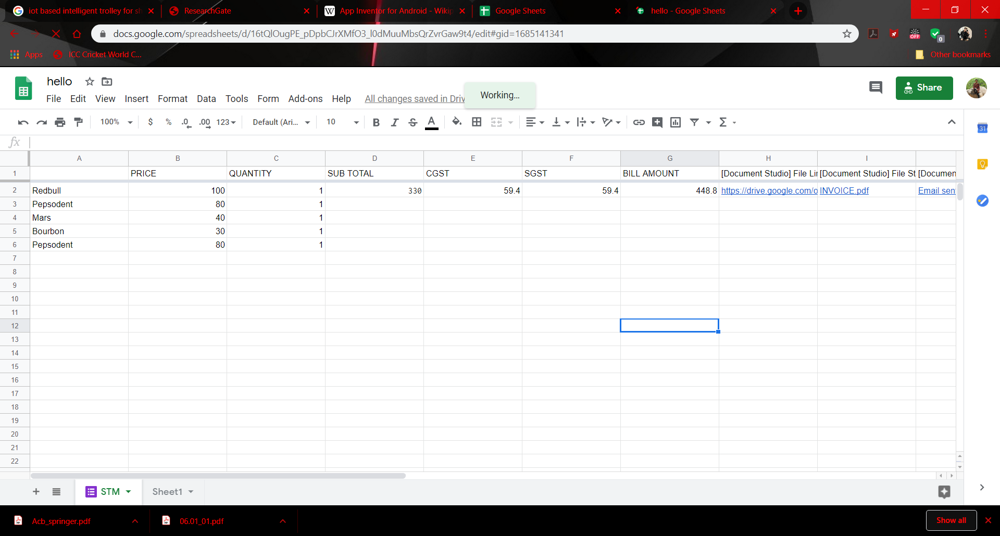 iot based intelligent trolley for sh
ResearchGate
App Inventor for Android - Wikip
Google Sheets
hello - Google Sheets
docs.google.com/spreadsheets/d/16tQlOugPE_pDpbCJrXMfO3_l0dMuuMbsQrZvrGaw9t4/edit#gid=1685141341
OFF
0
Apps
ICC Cricket World C...
Other bookmarks
hello
Share
File Edit View Insert Format Data Tools Form Add-ons Help All changes saved in Driv
Working...
100% $ % .0 .00 123 Default (Ari... 10 B I S A
31
fx
A B C D E F G H I
1 PRICE QUANTITY SUB TOTAL CGST SGST BILL AMOUNT [Document Studio] File Lin [Document Studio] File St [Documen
2 Redbull 100 1 330 59.4 59.4 448.8 https://drive.google.com/o INVOICE.pdf Email sen
3 Pepsodent 80 1
4 Mars 40 1
5 Bourbon 30 1
6 Pepsodent 80 1
7
8
9
10
11
12
13
14
15
16
17
18
19
20
21
22
STM Sheet1
Acb_springer.pdf
06.01_01.pdf
Show all